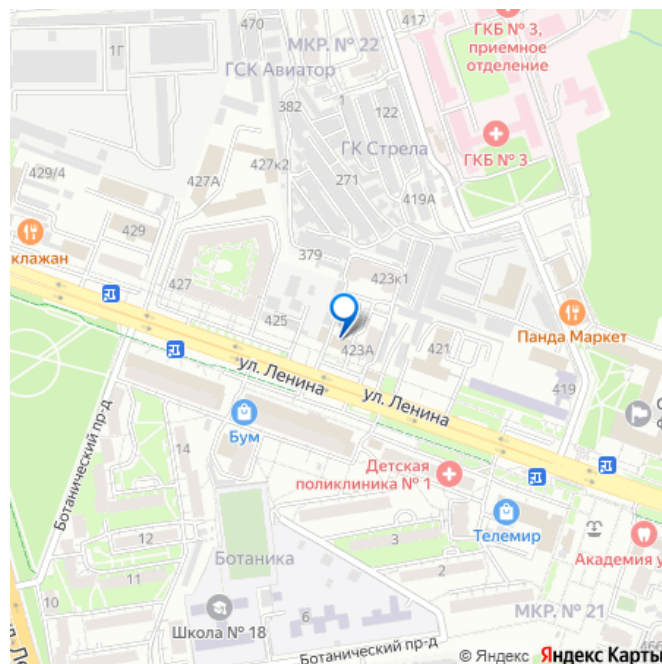 470
МКР. № 22
417
ГКБ № 3,
приемное
отделение
1Г
ГСК Авиатор
382
1
122
ГКБ № 3
ГК Стрела
429/4
427к2
427А
271
419А
клажан
429
379
423к1
427
425
Панда Маркет
423А
421
ул. Ленина
ул. Ленина
419
Бум
Ботанический пр-д
14
Детская
поликлиника № 1
Телемир
12
Ботаника
3
Академия у
11
2
10
6
МКР. № 21
Школа № 18
Ботанический пр-д
© Яндекс Яндекс Карты